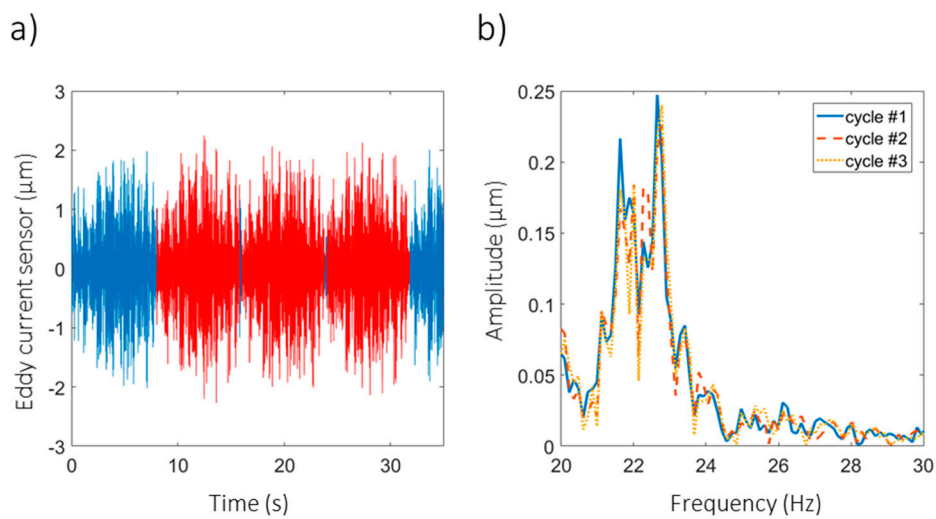 a)
b)
3
2
1
0
-1
-2
-3
Eddy current sensor (µm)
0
10
20
30
Time (s)
0.25
0.2
0.15
0.1
0.05
0
Amplitude (µm)
20
22
24
26
28
30
Frequency (Hz)
cycle #1
cycle #2
cycle #3